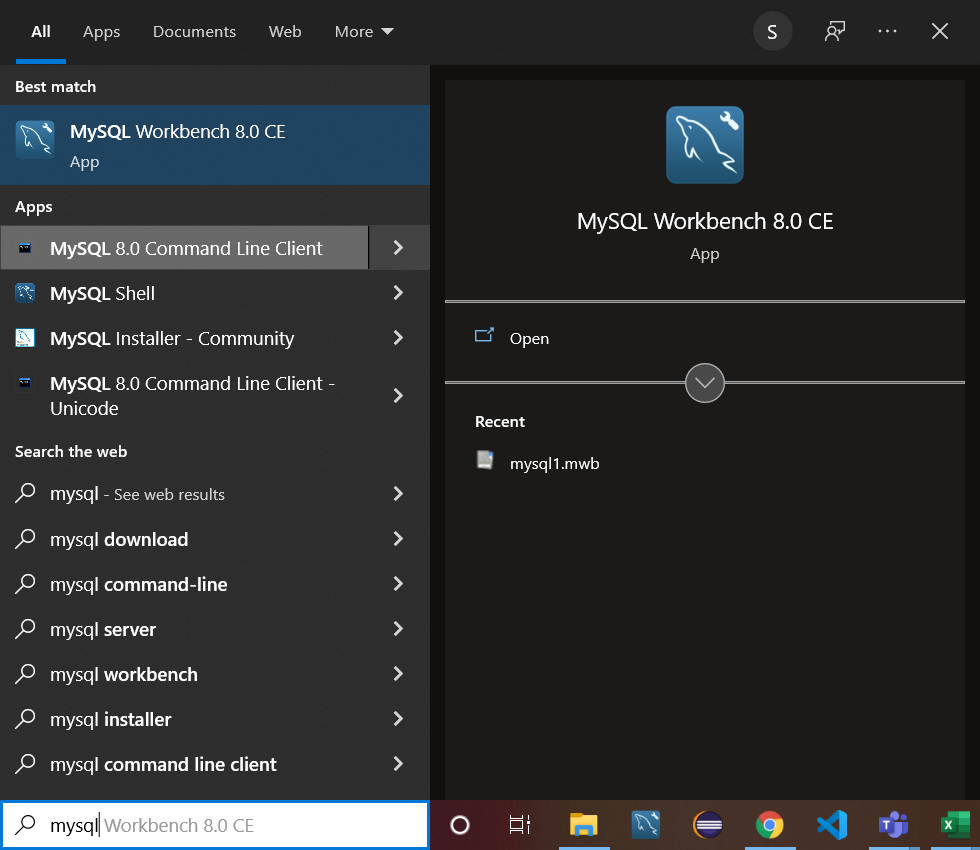 All Apps Documents Web More S
Best match
MySQL Workbench 8.0 CE
App
Apps
MySQL 8.0 Command Line Client
MySQL Shell
MySQL Installer - Community
MySQL 8.0 Command Line Client -
Unicode
Search the web
mysql - See web results
mysql download
mysql command-line
mysql server
mysql workbench
mysql installer
mysql command line client
mysql Workbench 8.0 CE
MySQL Workbench 8.0 CE
App
Open
Recent
mysql1.mwb
T
X